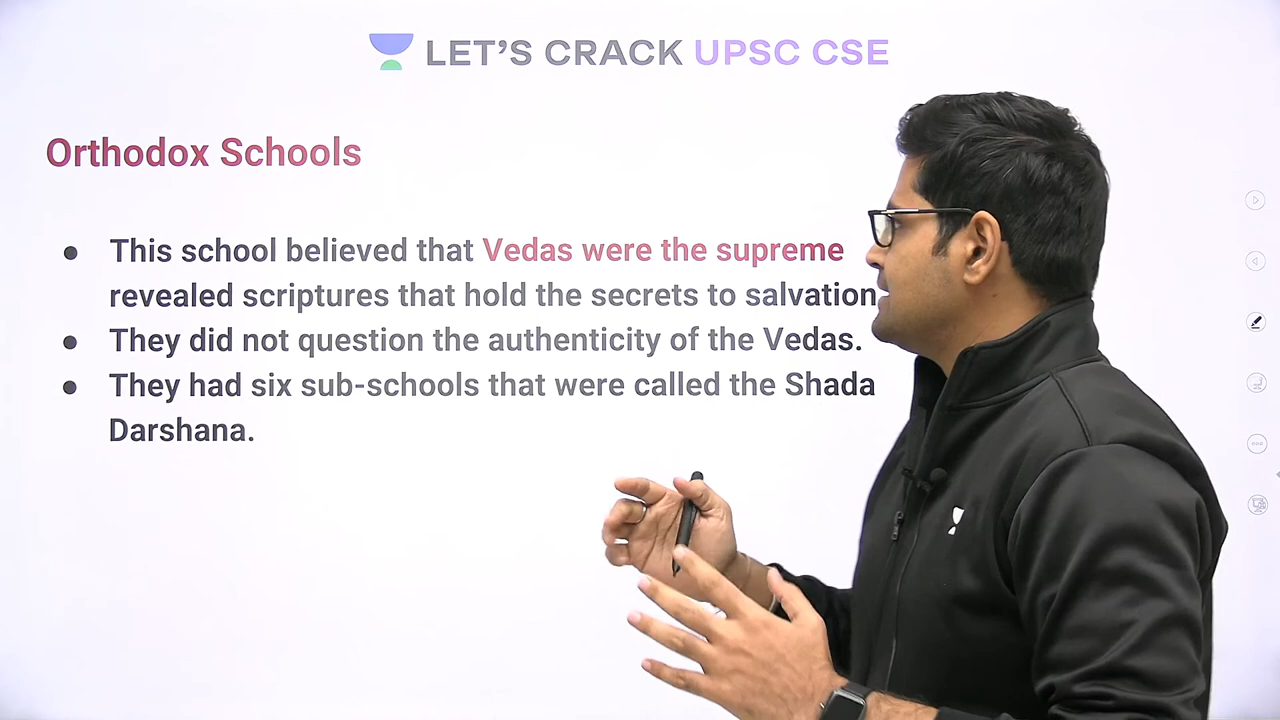 LET'S CRACK UPSC CSE
Orthodox Schools
This school believed that Vedas were the supreme
revealed scriptures that hold the secrets to salvation
They did not question the authenticity of the Vedas.
They had six sub-schools that were called the Shada
Darshana.